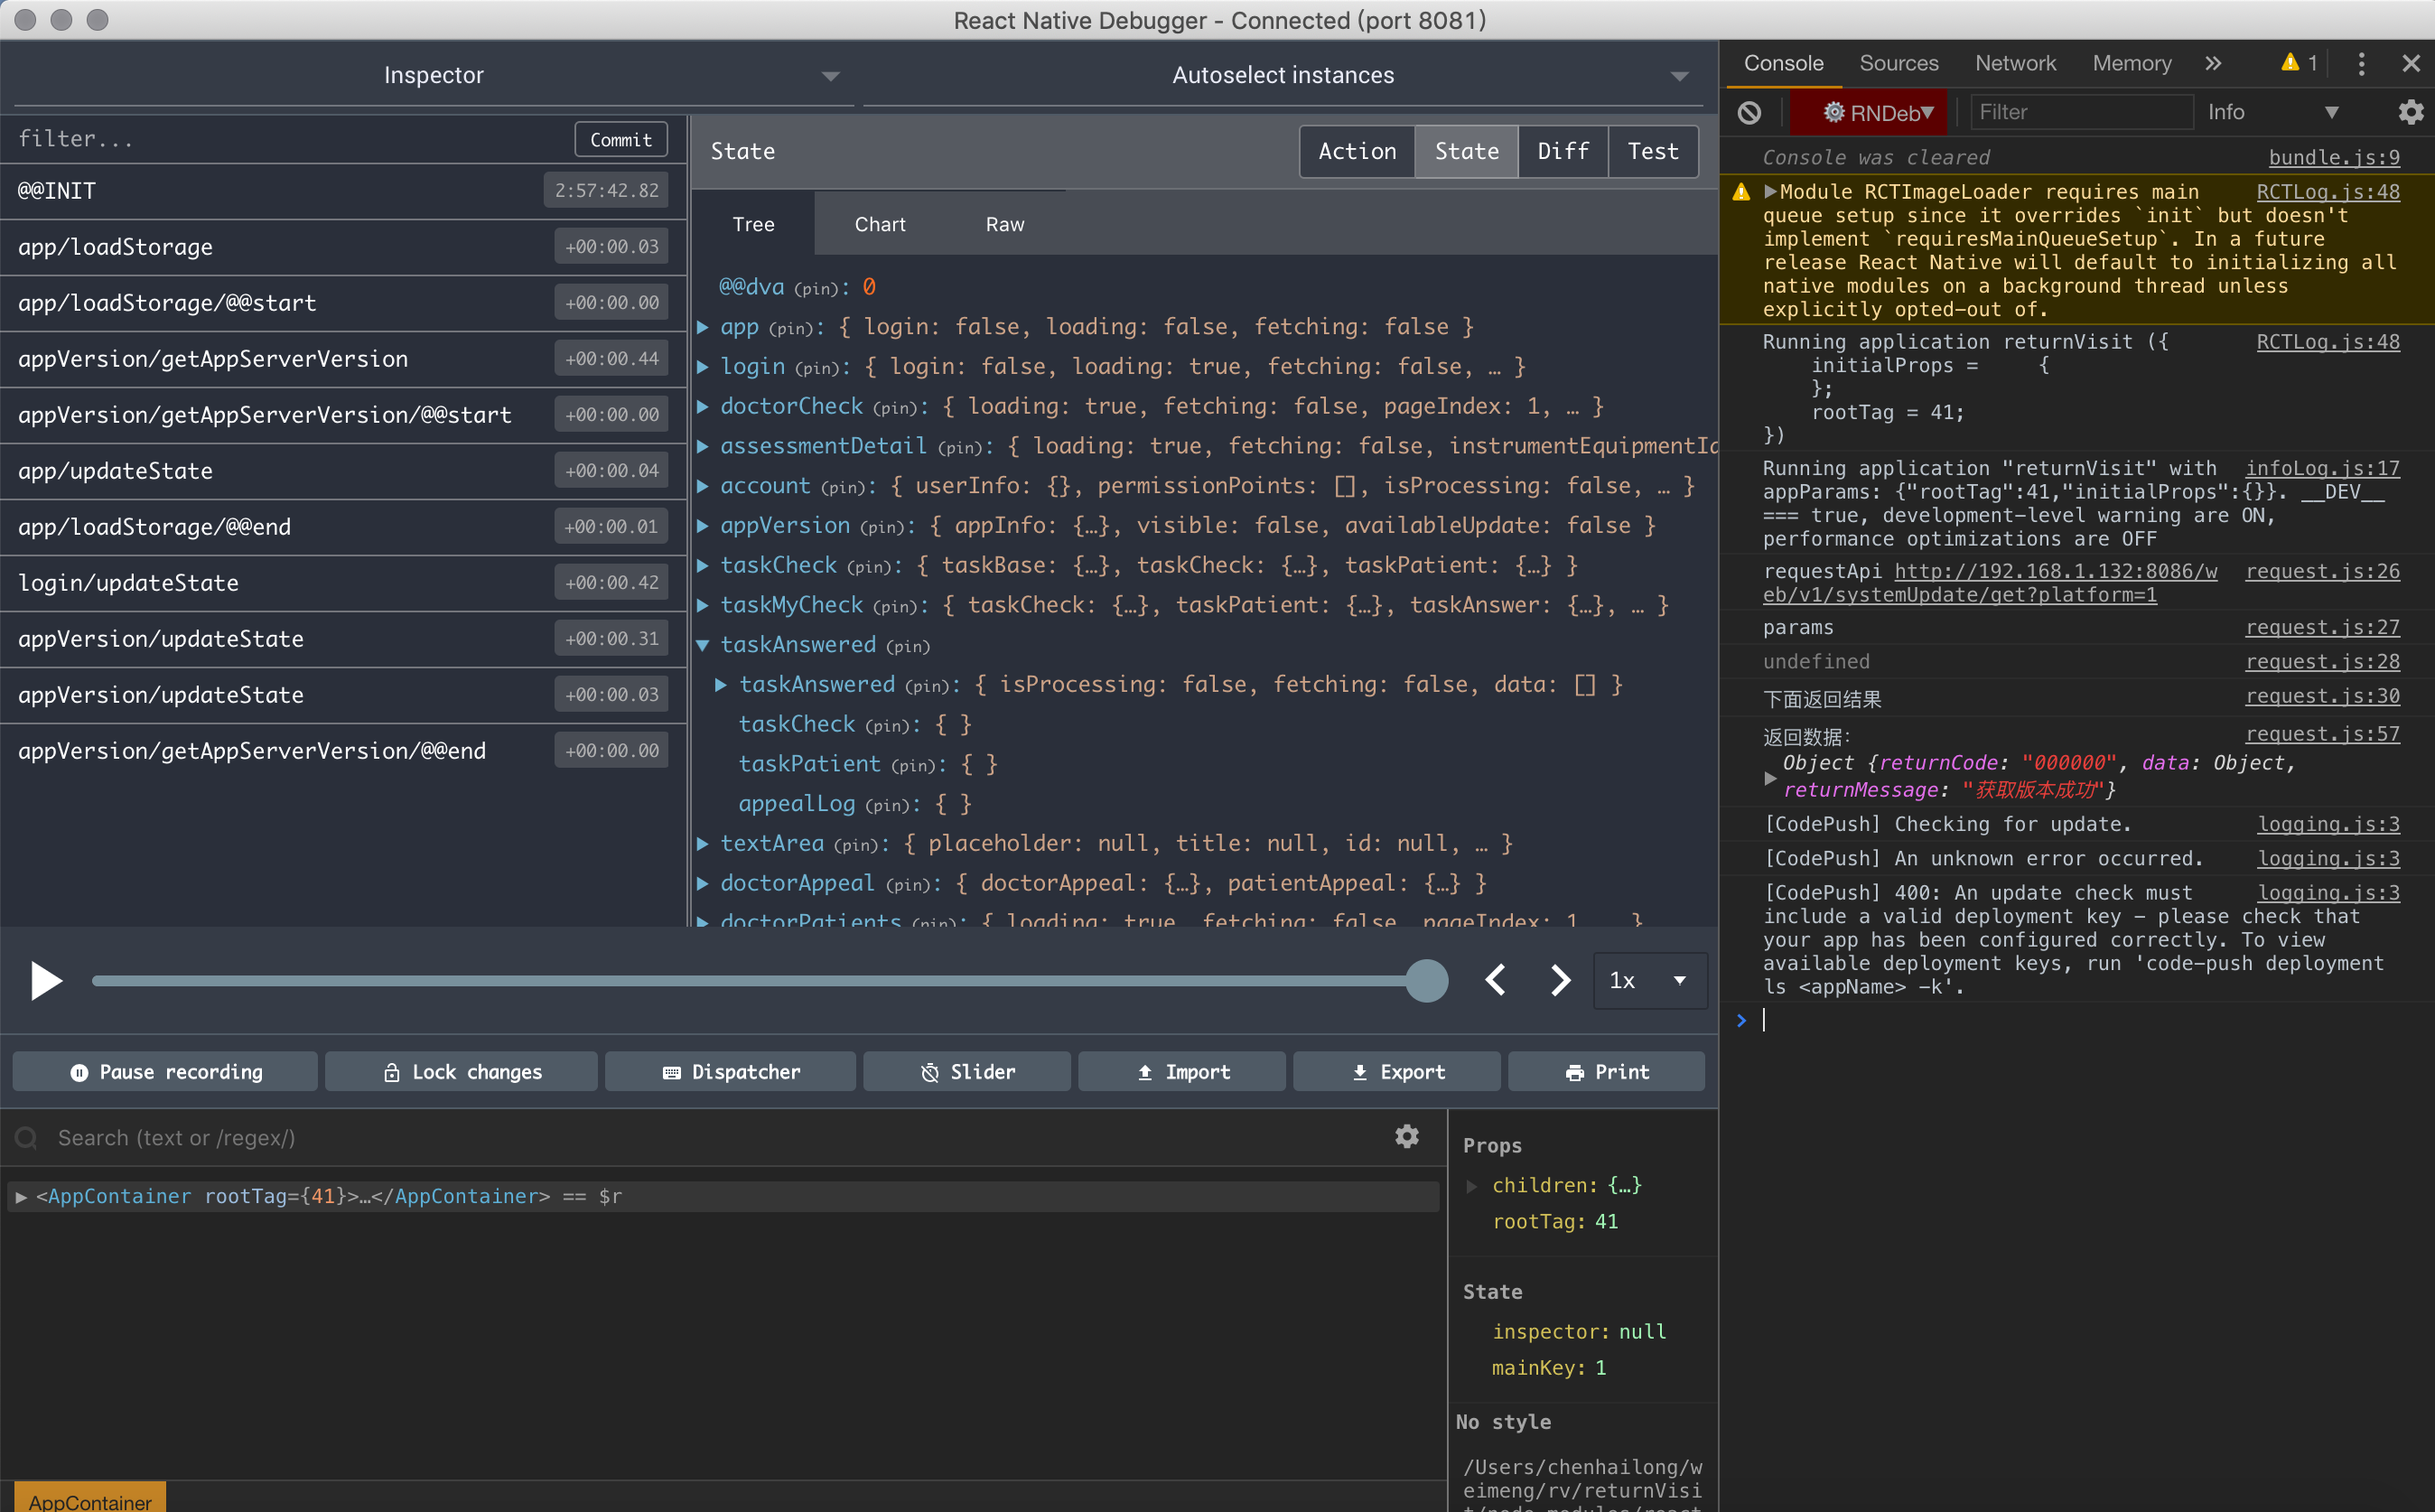 React Native Debugger - Connected (port 8081)
Inspector
Autoselect instances
filter...
Commit
@@INIT
2:57:42.82
app/loadStorage
+00:00.03
app/loadStorage/@@start
+00:00.00
appVersion/getAppServerVersion
+00:00.44
appVersion/getAppServerVersion/@@start
+00:00.00
app/updateState
+00:00.04
app/loadStorage/@@end
+00:00.01
login/updateState
+00:00.42
appVersion/updateState
+00:00.31
appVersion/updateState
+00:00.03
appVersion/getAppServerVersion/@@end
+00:00.00
State
Action
State
Diff
Test
Tree
Chart
Raw
@@dva (pin): 0
app (pin): { login: false, loading: false, fetching: false }
login (pin): { login: false, loading: true, fetching: false, … }
doctorCheck (pin): { loading: true, fetching: false, pageIndex: 1, … }
assessmentDetail (pin): { loading: true, fetching: false, instrumentEquipmentId
account (pin): { userInfo: {}, permissionPoints: [], isProcessing: false, … }
appVersion (pin): { appInfo: {…}, visible: false, availableUpdate: false }
taskCheck (pin): { taskBase: {…}, taskCheck: {…}, taskPatient: {…} }
taskMyCheck (pin): { taskCheck: {…}, taskPatient: {…}, taskAnswer: {…}, … }
taskAnswered (pin)
taskAnswered (pin): { isProcessing: false, fetching: false, data: [] }
taskCheck (pin): { }
taskPatient (pin): { }
appealLog (pin): { }
textArea (pin): { placeholder: null, title: null, id: null, … }
doctorAppeal (pin): { doctorAppeal: {…}, patientAppeal: {…} }
doctorPatients (pin): { loading: true, fetching: false, pageIndex: 1, … }
1x
Pause recording
Lock changes
Dispatcher
Slider
Import
Export
Print
Search (text or /regex/)
<AppContainer rootTag={41}>…</AppContainer> == $r
AppContainer
Props
children: {…}
rootTag: 41
State
inspector: null
mainKey: 1
No style
/Users/chenhailong/w
eimeng/rv/returnVisi
t/node_modules/react
Console
Sources
Network
Memory
1
RNDeb
Filter
Info
Console was cleared
bundle.js:9
Module RCTImageLoader requires main
RCTLog.js:48
queue setup since it overrides `init` but doesn't
implement `requiresMainQueueSetup`. In a future
release React Native will default to initializing all
native modules on a background thread unless
explicitly opted-out of.
Running application returnVisit ({
RCTLog.js:48
initialProps = {
};
rootTag = 41;
})
Running application "returnVisit" with
infoLog.js:17
appParams: {"rootTag":41,"initialProps":{}}. __DEV__
=== true, development-level warning are ON,
performance optimizations are OFF
requestApi http://192.168.1.132:8086/w
request.js:26
eb/v1/systemUpdate/get?platform=1
params
request.js:27
undefined
request.js:28
下面返回结果
request.js:30
返回数据:
request.js:57
Object {returnCode: "000000", data: Object,
returnMessage: "获取版本成功"}
[CodePush] Checking for update.
logging.js:3
[CodePush] An unknown error occurred.
logging.js:3
[CodePush] 400: An update check must
logging.js:3
include a valid deployment key - please check that
your app has been configured correctly. To view
available deployment keys, run 'code-push deployment
ls <appName> -k'.